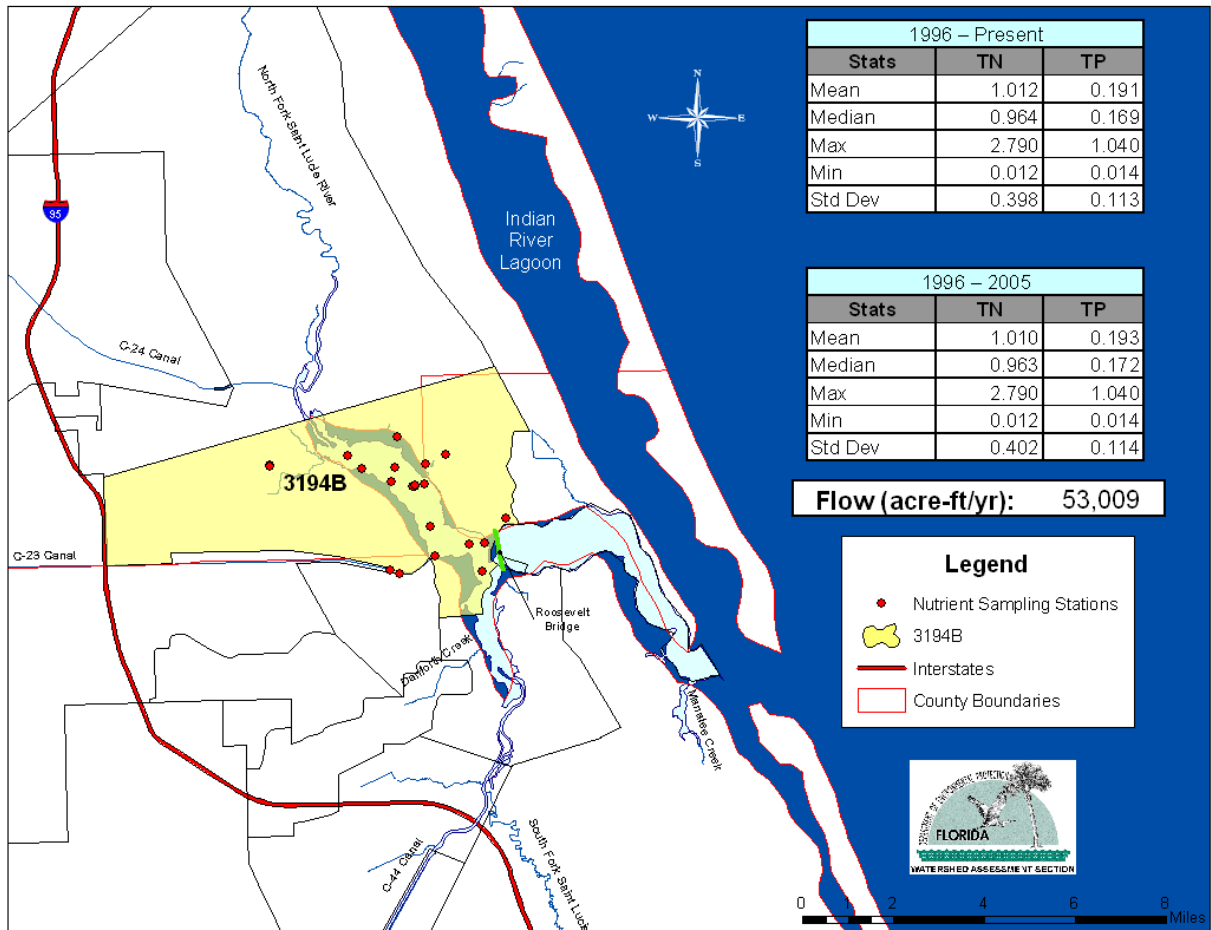 1996 – Present
Stats TN TP
Mean 1.012 0.191
Median 0.964 0.169
Max 2.790 1.040
Min 0.012 0.014
Std Dev 0.398 0.113
1996 – 2005
Stats TN TP
Mean 1.010 0.193
Median 0.963 0.172
Max 2.790 1.040
Min 0.012 0.014
Std Dev 0.402 0.114
Flow (acre-ft/yr): 53,009
Legend
Nutrient Sampling Stations
3194B
Interstates
County Boundaries
N
W E
S
North Fork Saint Lucie River
95
Indian
River
Lagoon
C-24 Canal
3194B
C-23 Canal
Roosevelt
Bridge
Danforth Creek
Manatee Creek
C-44 Canal
South Fork Saint Lucie
DEPARTMENT OF ENVIRONMENTAL PROTECTION
FLORIDA
WATERSHED ASSESSMENT SECTION
0 2 4 6 8
Miles